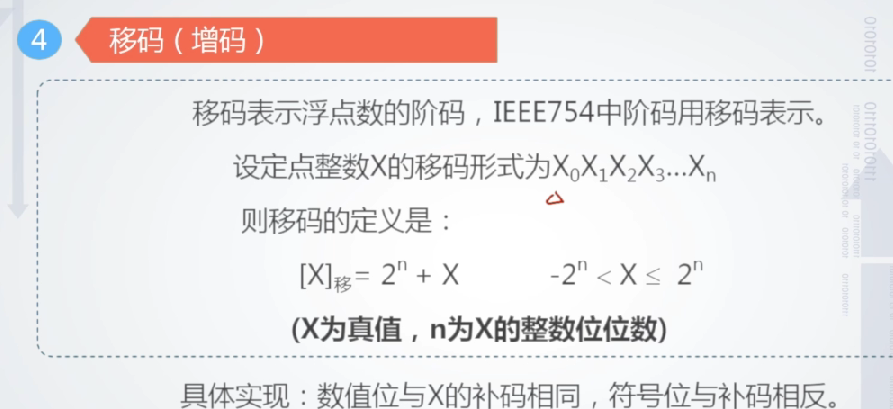 4 移码（增码）
移码表示浮点数的阶码，IEEE754中阶码用移码表示。
设定点整数X的移码形式为X₀X₁X₂X₃...Xₙ
则移码的定义是：
[X]移= 2ⁿ + X -2ⁿ < X ≤ 2ⁿ
(X为真值，n为X的整数位位数)
具体实现：数值位与X的补码相同，符号位与补码相反。